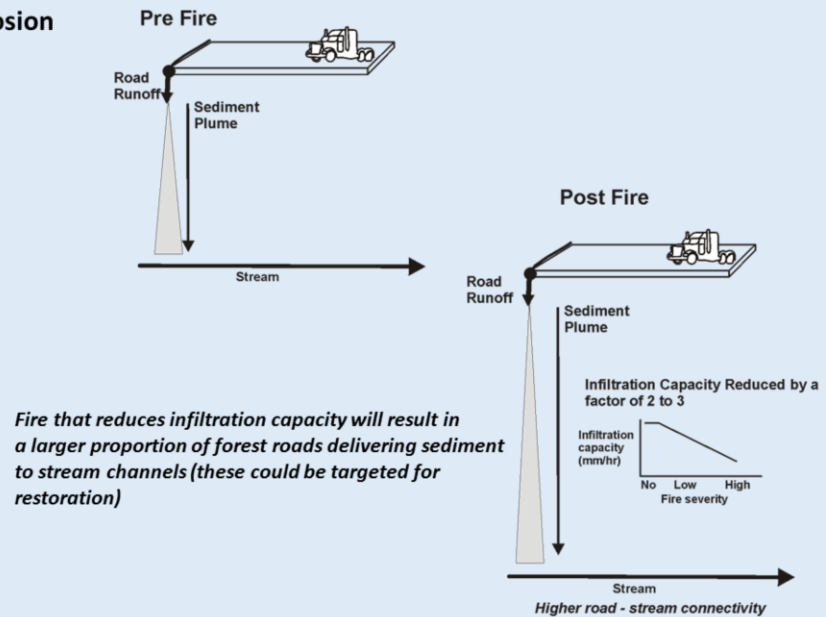 Pre Fire
Road
Runoff
Sediment
Plume
Stream
Post Fire
Road
Runoff
Sediment
Plume
Infiltration Capacity Reduced by a
factor of 2 to 3
Infiltration
capacity
(mm/hr)
No Low High
Fire severity
Stream
Higher road - stream connectivity
Fire that reduces infiltration capacity will result in
a larger proportion of forest roads delivering sediment
to stream channels (these could be targeted for
restoration)